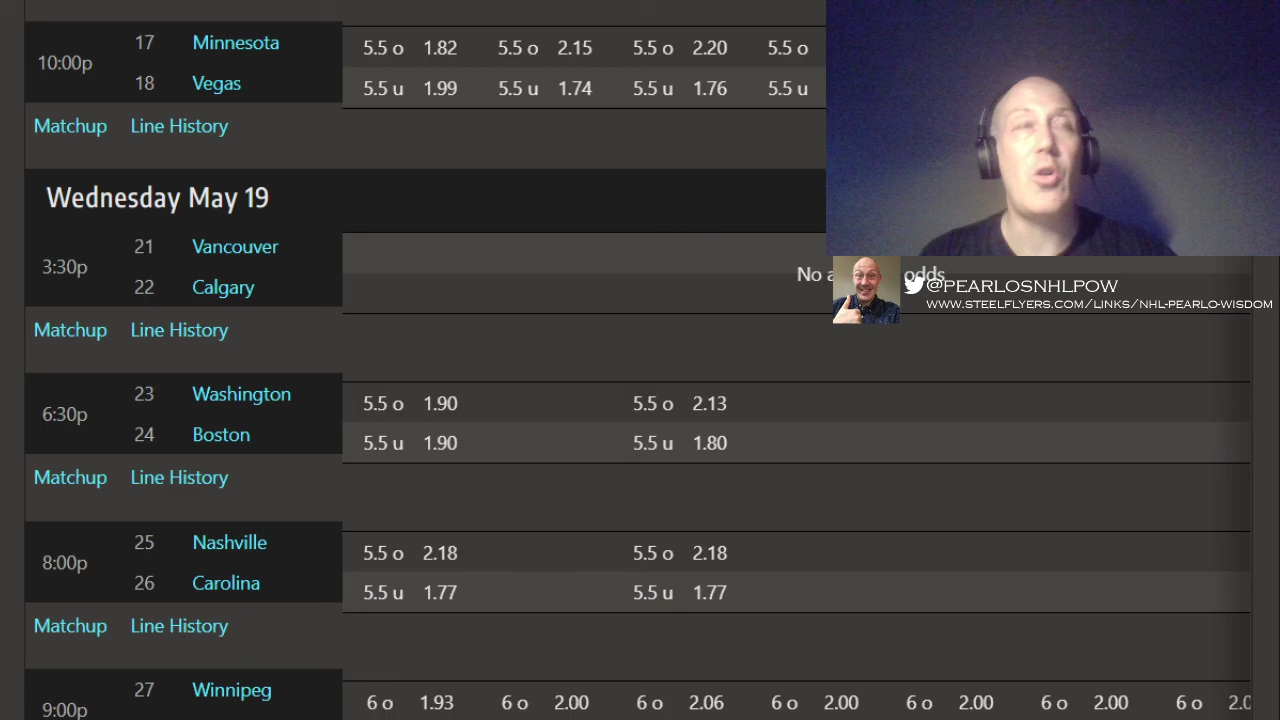 10:00p 17 Minnesota 5.5 o 1.82 5.5 o 2.15 5.5 o 2.20 5.5 o
18 Vegas 5.5 u 1.99 5.5 u 1.74 5.5 u 1.76 5.5 u
Matchup Line History
Wednesday May 19
3:30p 21 Vancouver
22 Calgary
No a odds
@PEARLOSNHLPOW
WWW.STEELFLYERS.COM/LINKS/NHL-PEARLO-WISDOM
Matchup Line History
6:30p 23 Washington 5.5 o 1.90 5.5 o 2.13
24 Boston 5.5 u 1.90 5.5 u 1.80
Matchup Line History
8:00p 25 Nashville 5.5 o 2.18 5.5 o 2.18
26 Carolina 5.5 u 1.77 5.5 u 1.77
Matchup Line History
9:00p 27 Winnipeg 6 o 1.93 6 o 2.00 6 o 2.06 6 o 2.00 6 o 2.00 6 o 2.00 6 o 2.0